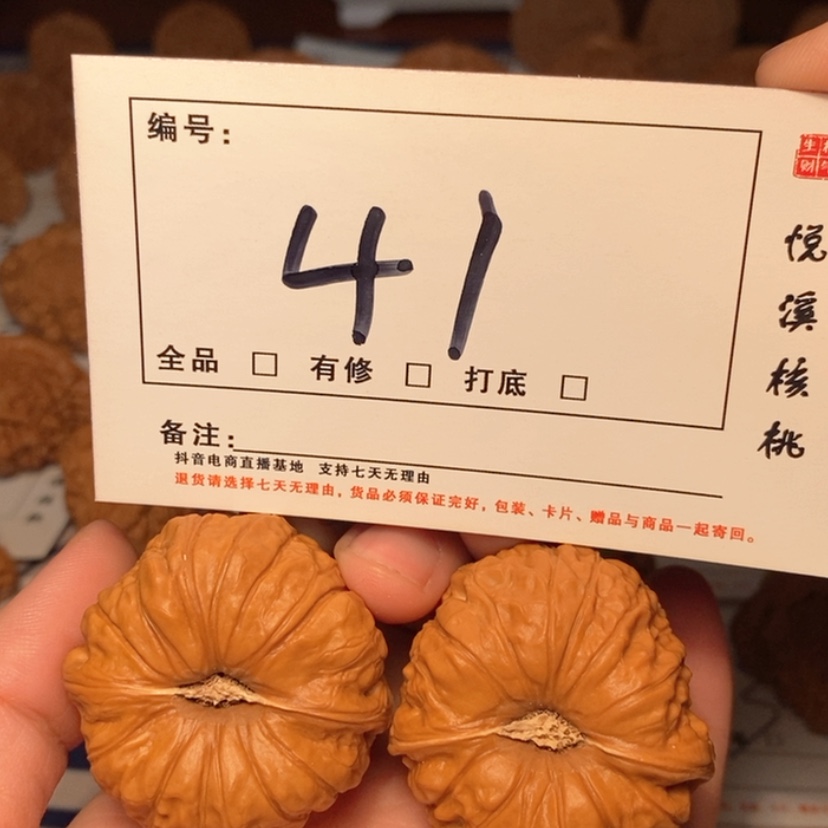 编号:
41
全品 □ 有修 □ 打底 □
备注:
抖音电商直播基地 支持七天无理由
退货请选择七天无理由,货品必须保证完好,包装、卡片、赠品与商品一起寄回。
悦溪核桃